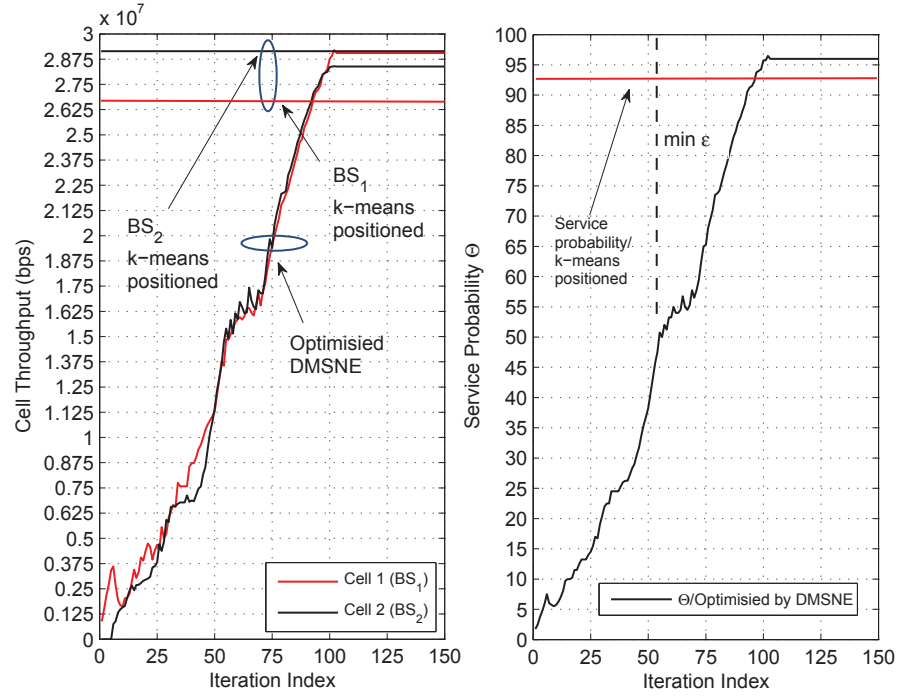 x 10^7
3
2.875
2.75
2.625
2.5
2.375
2.25
2.125
2
1.875
1.75
1.625
1.5
1.375
1.25
1.125
1
0.875
0.75
0.625
0.5
0.375
0.25
0.125
0
Cell Throughput (bps)
BS_2
k−means
positioned
BS_1
k−means
positioned
Optimisied
DMSNE
Cell 1 (BS_1)
Cell 2 (BS_2)
0 25 50 75 100 125 150
Iteration Index
100
95
90
85
80
75
70
65
60
55
50
45
40
35
30
25
20
15
10
5
0
Service Probability Θ
min ε
Service
probability/
k−means
positioned
Θ/Optimisied by DMSNE
0 25 50 75 100 125 150
Iteration Index